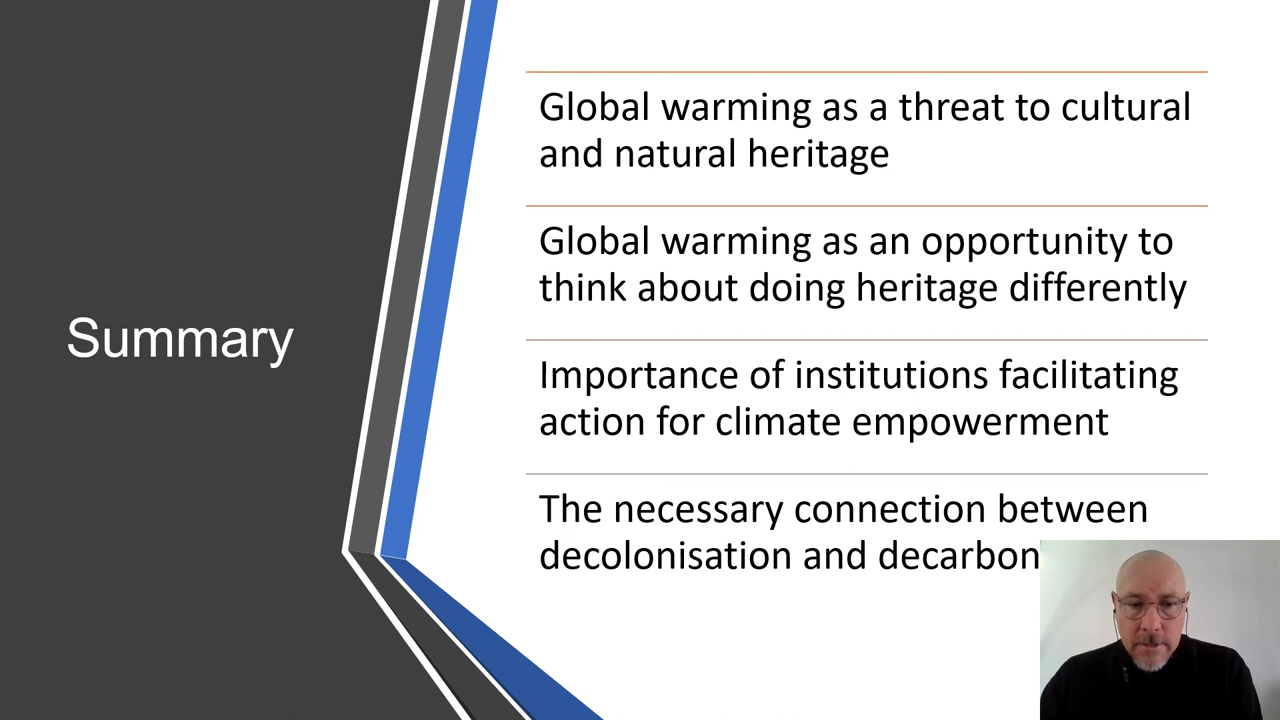 Summary
Global warming as a threat to cultural
and natural heritage
Global warming as an opportunity to
think about doing heritage differently
Importance of institutions facilitating
action for climate empowerment
The necessary connection between
decolonisation and decarbon